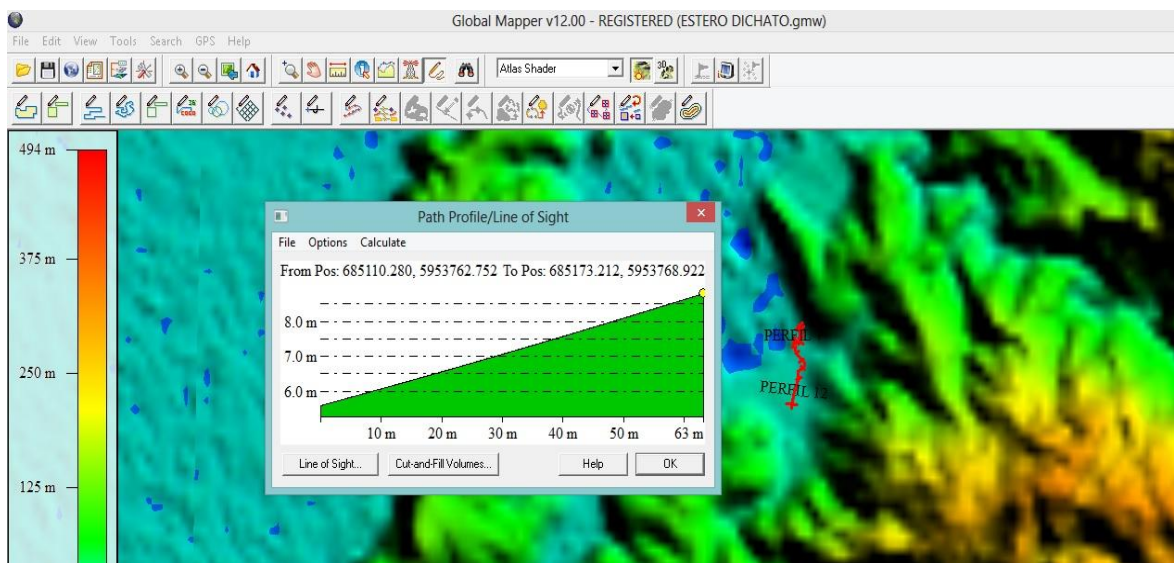 Global Mapper v12.00 - REGISTERED (ESTERO DICHATO.gmw)
File Edit View Tools Search GPS Help
Atlas Shader
3D
494 m
375 m
250 m
125 m
Path Profile/Line of Sight
File Options Calculate
From Pos: 685110.280, 5953762.752 To Pos: 685173.212, 5953768.922
8.0 m
7.0 m
6.0 m
10 m 20 m 30 m 40 m 50 m 63 m
Line of Sight... Cut-and-Fill Volumes... Help OK
PERFIL
PERFIL 12